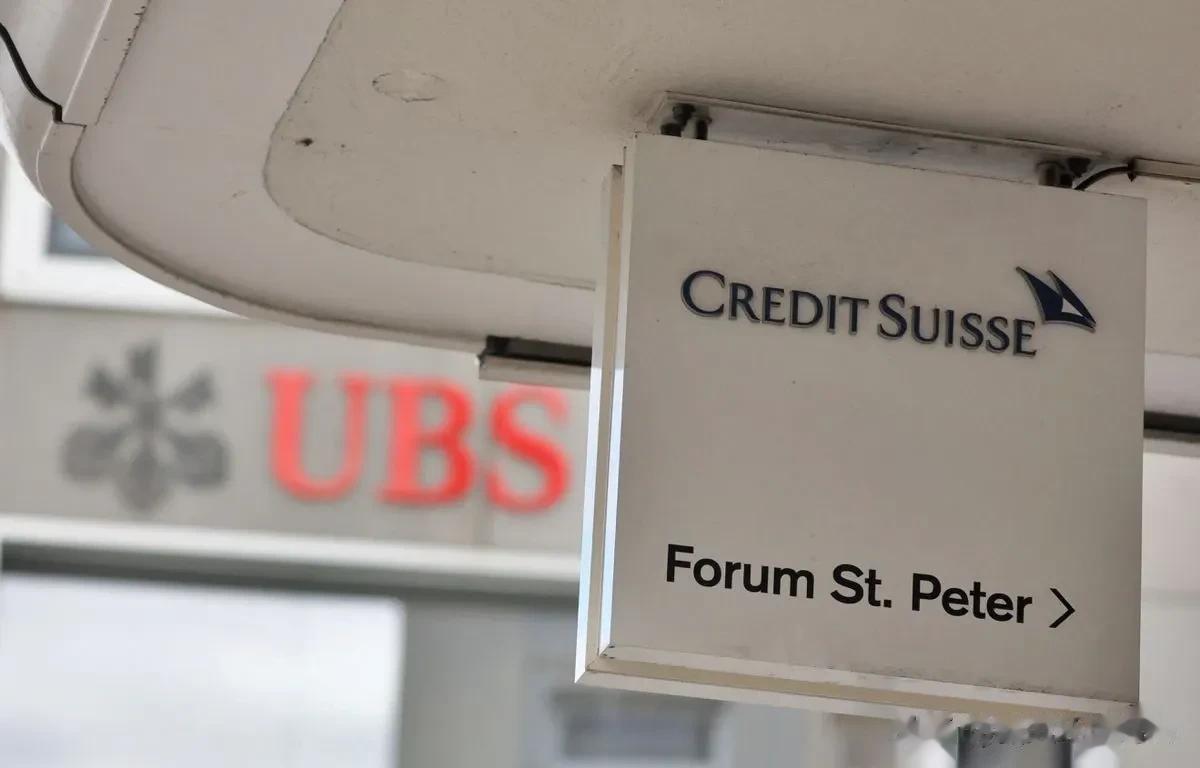 UBS
CREDIT SUISSE
Forum St. Peter >